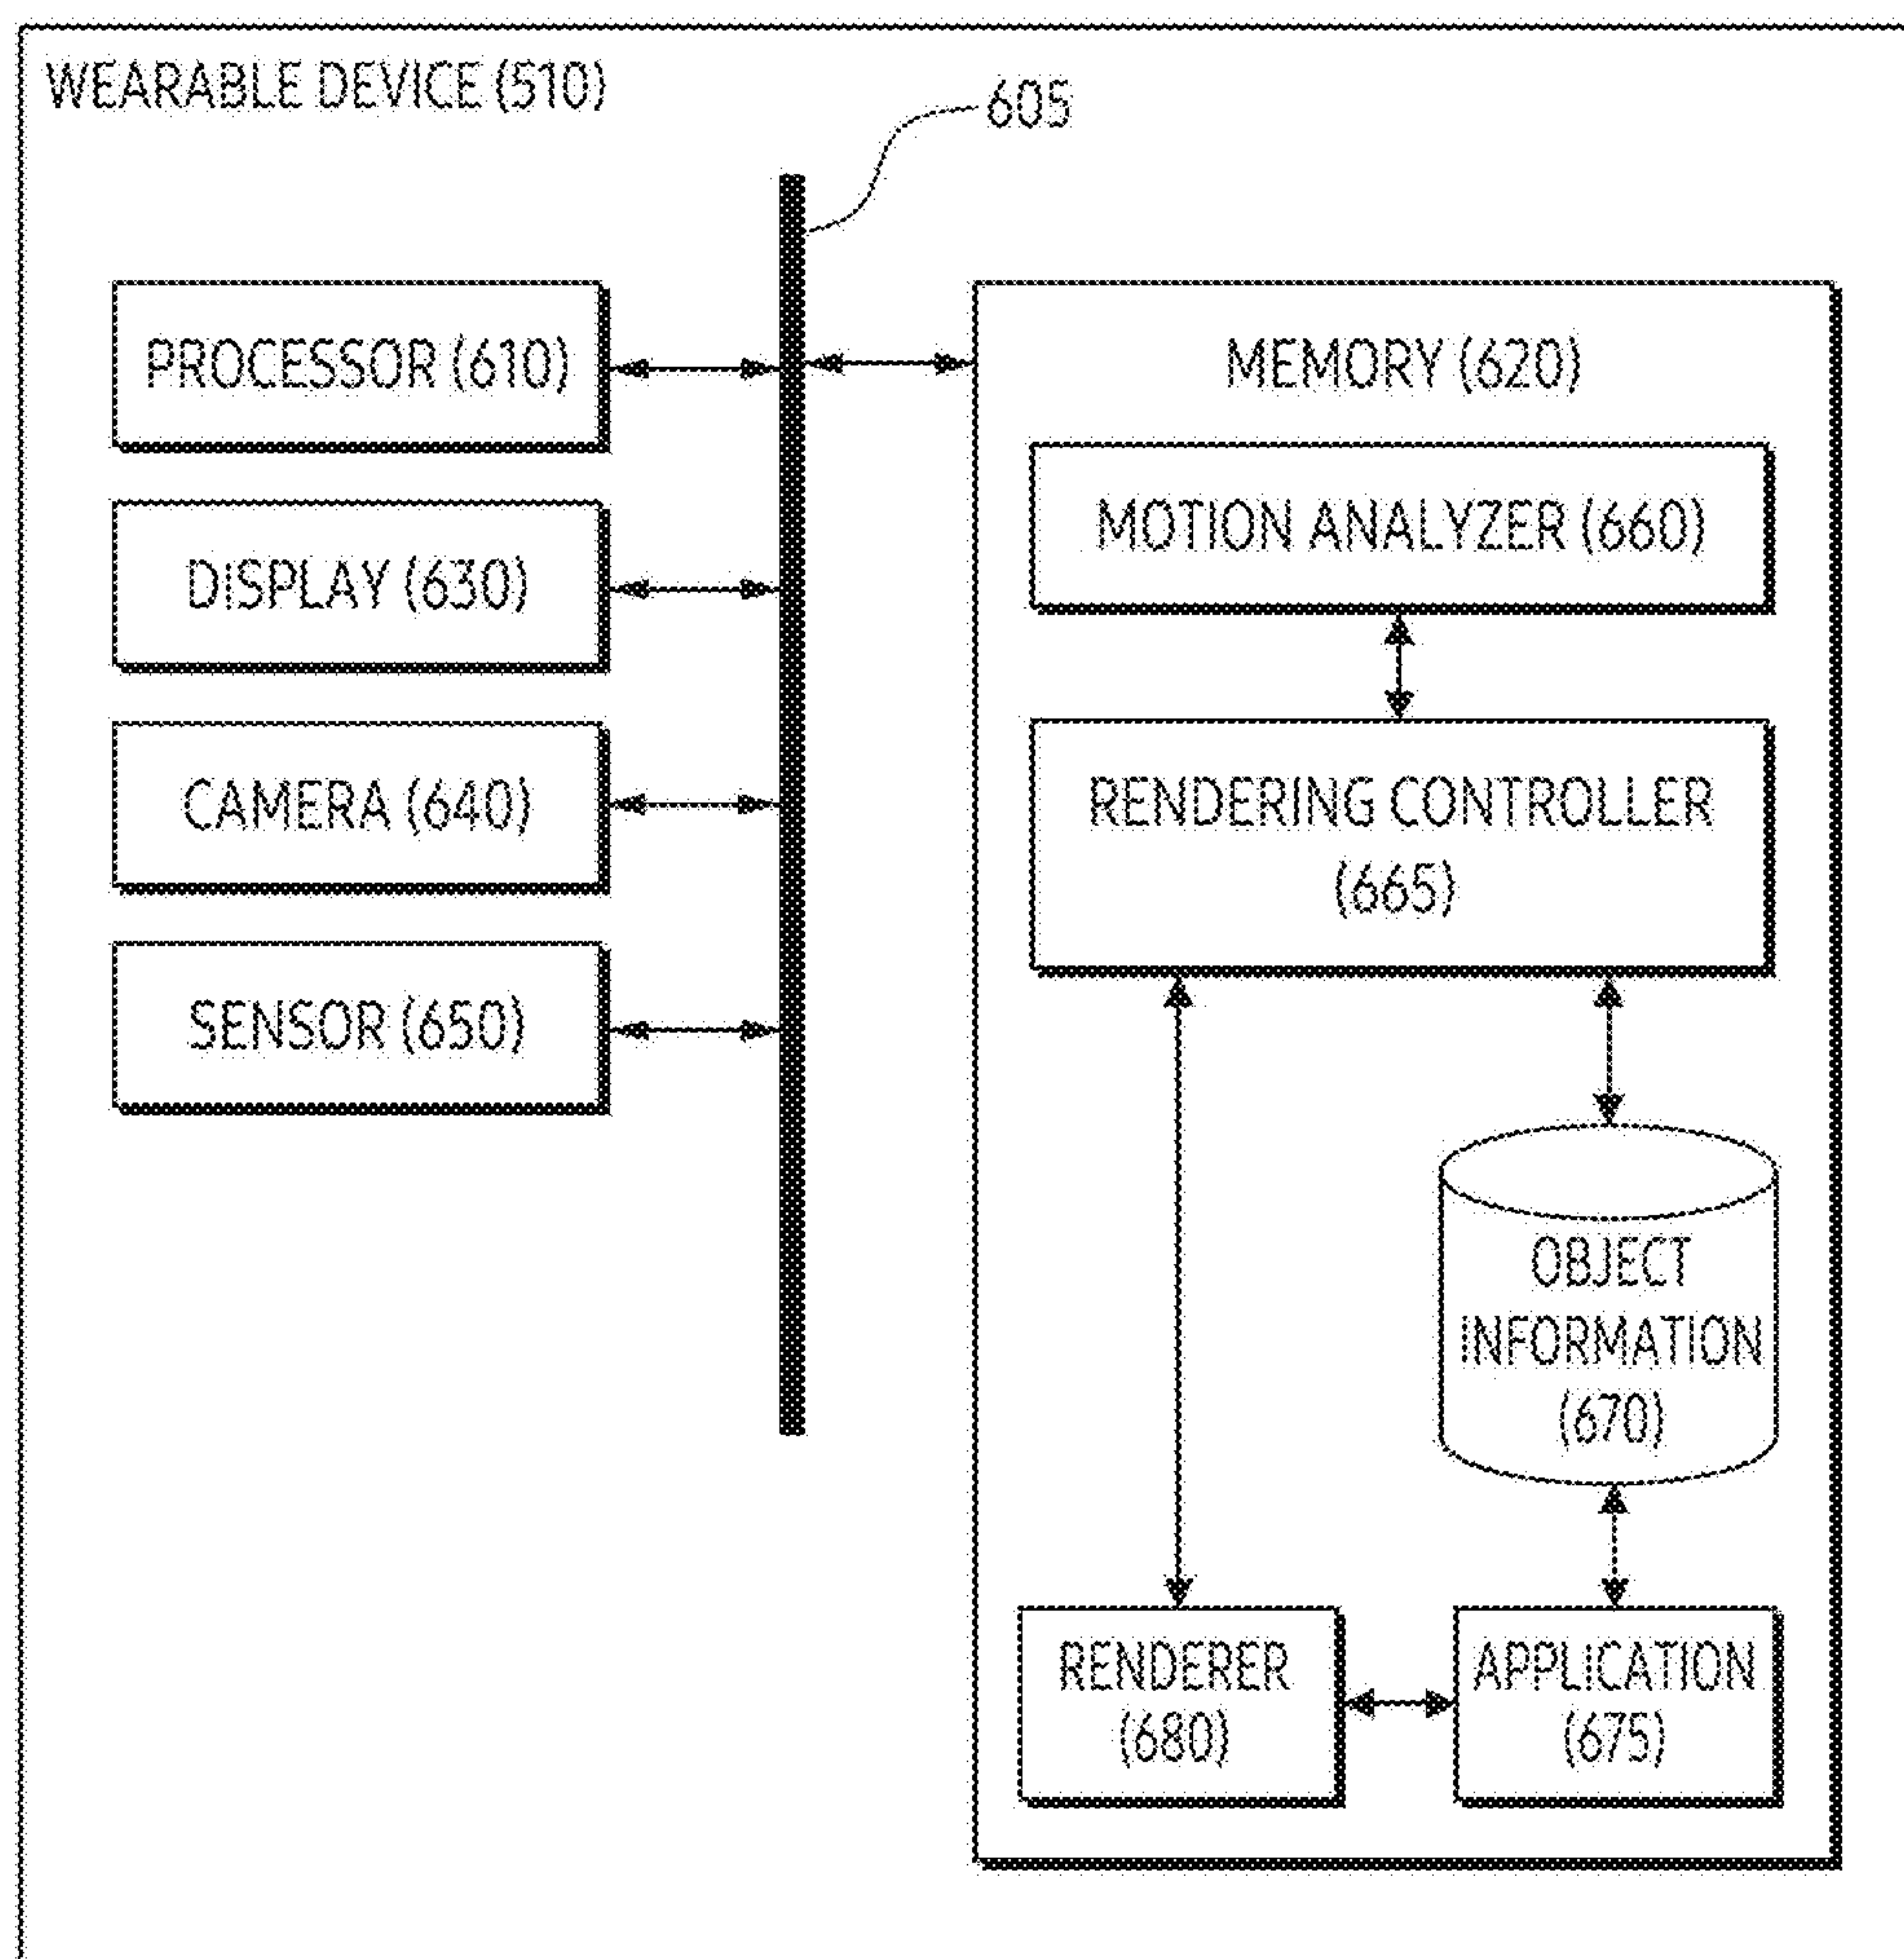 WEARABLE DEVICE (510)
605
PROCESSOR (610)
MEMORY (620)
MOTION ANALYZER (660)
DISPLAY (630)
RENDERING CONTROLLER
(665)
CAMERA (640)
SENSOR (650)
OBJECT
INFORMATION
(670)
RENDERER
(680)
APPLICATION
(675)